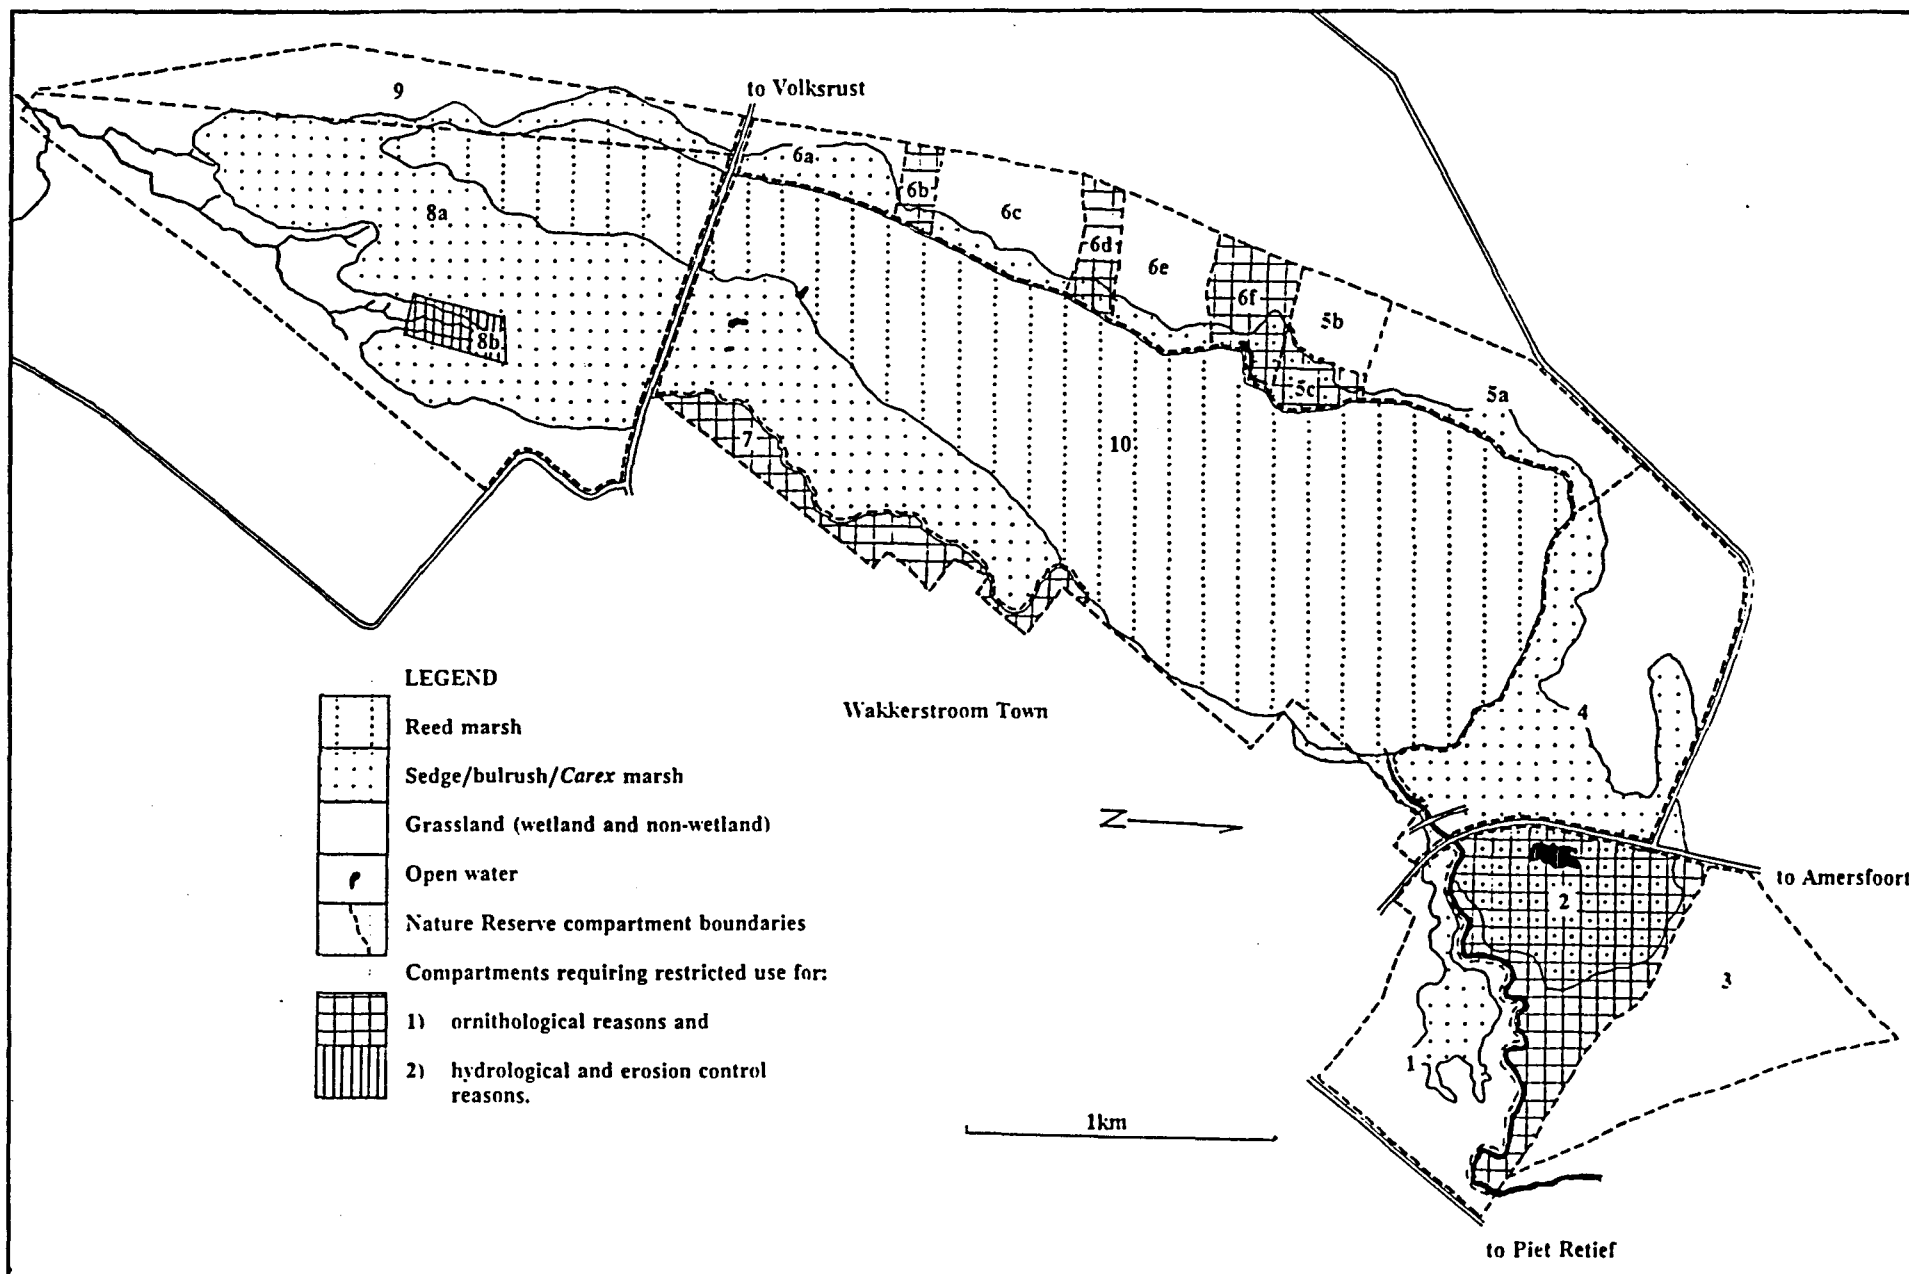 to Volksrust
9
6a
6b
6c
6d
6e
6f
5b
5c
5a
8a
8b
7
10
4
LEGEND
Reed marsh
Sedge/bulrush/Carex marsh
Grassland (wetland and non-wetland)
Open water
Nature Reserve compartment boundaries
Compartments requiring restricted use for:
1) ornithological reasons and
2) hydrological and erosion control
reasons.
Wakkerstroom Town
N
1km
to Amersfoort
2
3
1
to Piet Retief